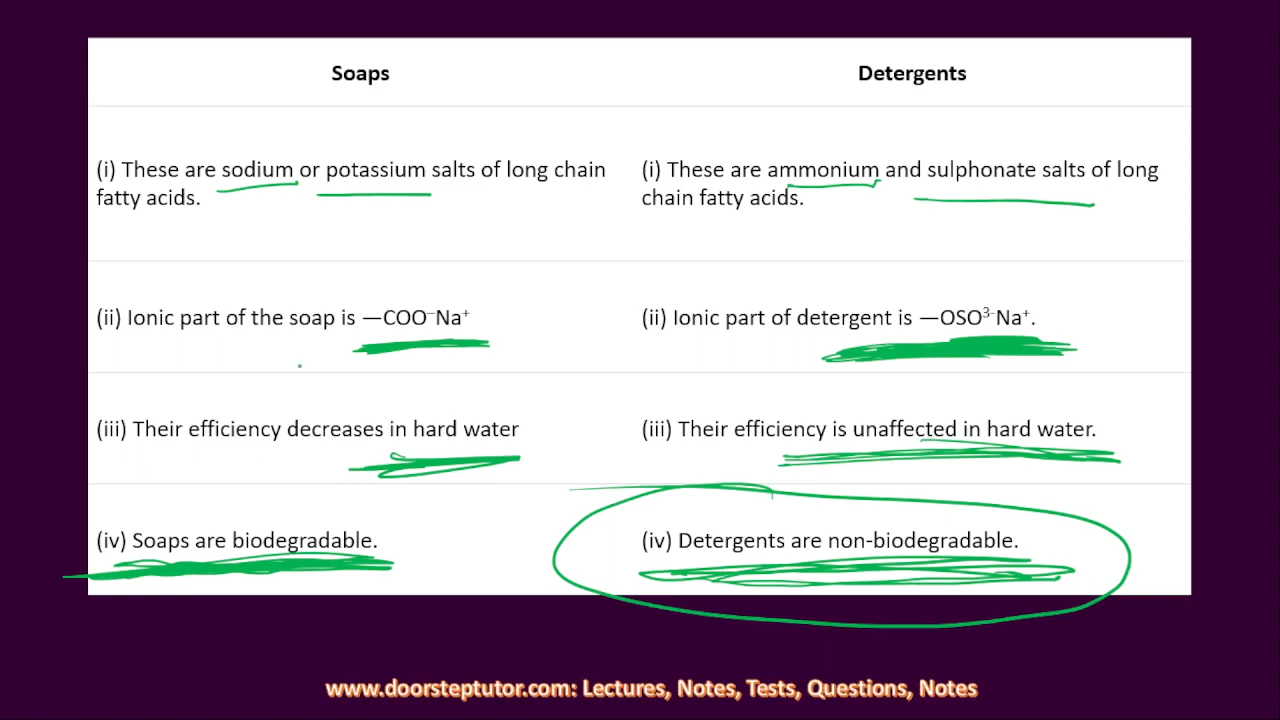 Soaps
Detergents
(i) These are sodium or potassium salts of long chain
fatty acids.
(i) These are ammonium and sulphonate salts of long
chain fatty acids.
(ii) Ionic part of the soap is —COO⁻Na⁺
(ii) Ionic part of detergent is —OSO³⁻Na⁺.
(iii) Their efficiency decreases in hard water
(iii) Their efficiency is unaffected in hard water.
(iv) Soaps are biodegradable.
(iv) Detergents are non-biodegradable.
www.doorsteptutor.com: Lectures, Notes, Tests, Questions, Notes